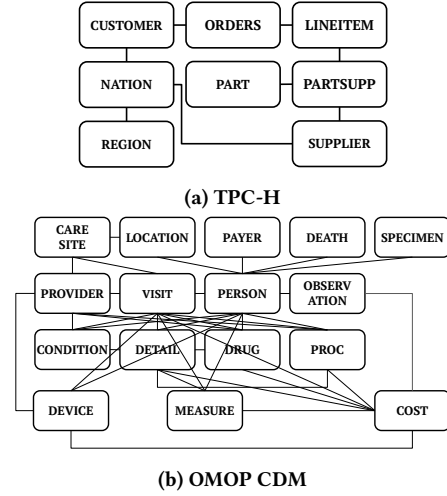 CUSTOMER ORDERS LINEITEM
NATION PART PARTSUPP
REGION SUPPLIER
(a) TPC-H
CARE
SITE LOCATION PAYER DEATH SPECIMEN
PROVIDER VISIT PERSON OBSERV
ATION
CONDITION DETAIL DRUG PROC
DEVICE MEASURE COST
(b) OMOP CDM